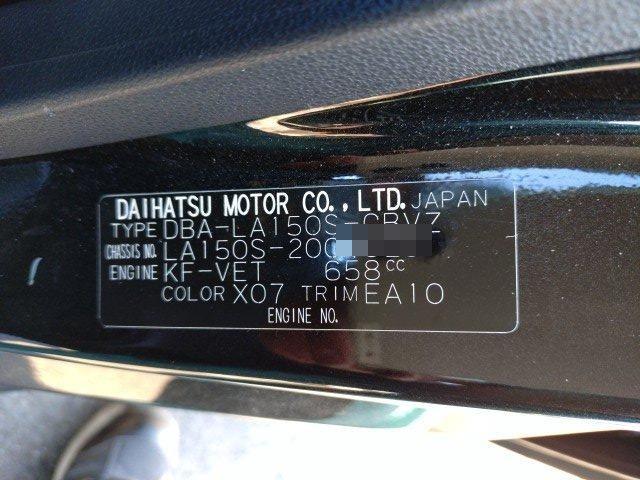 DAIHATSU MOTOR CO., LTD. JAPAN
TYPE DBA-LA150S-GBVZ
CHASSIS NO. LA150S-200
ENGINE KF-VET 658cc
COLOR X07 TRIM EA10
ENGINE NO.